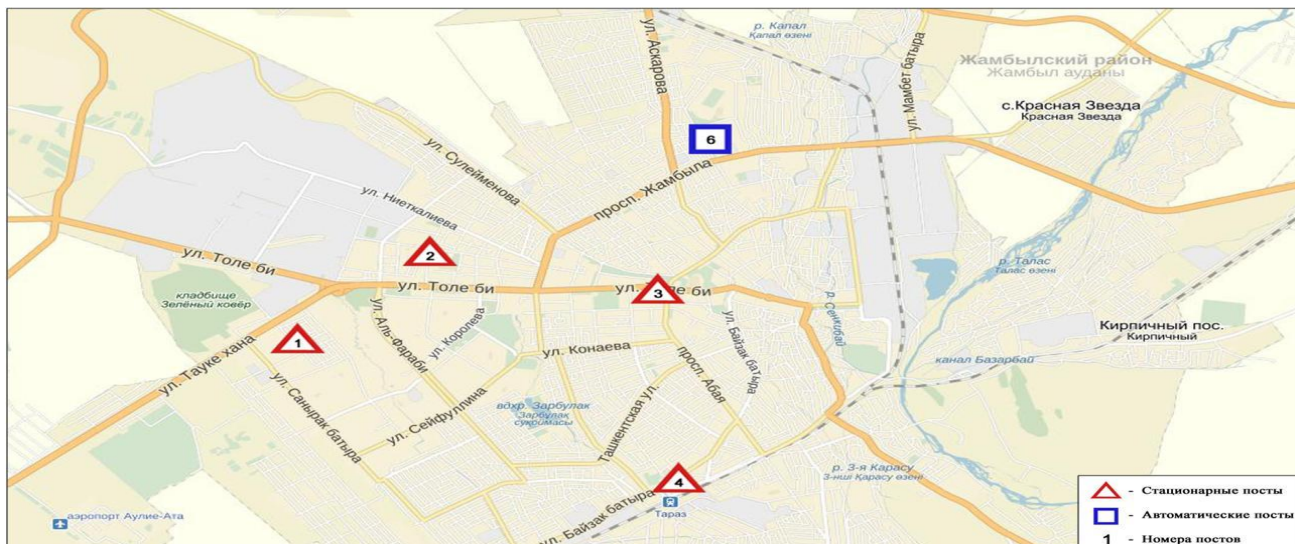 р. Капал
Қапал өзені
ул. Аскарова
ул. Мамбет батыра
Жамбылский район
Жамбыл ауданы
с.Красная Звезда
Красная Звезда
6
ул. Сулейменова
просп. Жамбыла
ул. Ниеткалиева
2
ул. Толе би
ул. Толе би
3
р. Талас
Талас өзені
кладбище
Зелёный ковёр
1
ул. Тауке хана
ул. Аль-Фараби
ул. Королева
ул. Конаева
просп. Абая
ул. Байзак батыра
р. Сенкибай
Кирпичный пос.
Кирпичный
канал Базарбай
ул. Санырак батыра
ул. Сейфуллина
вдхр. Зарбулак
Зарбулақ
суқоймасы
Ташкентская ул.
4
Тараз
ул. Байзак батыра
р. 3-я Карасу
3-нші Қарасу өзені
аэропорт Аулие-Ата
- Стационарные посты
- Автоматические посты
1 - Номера постов